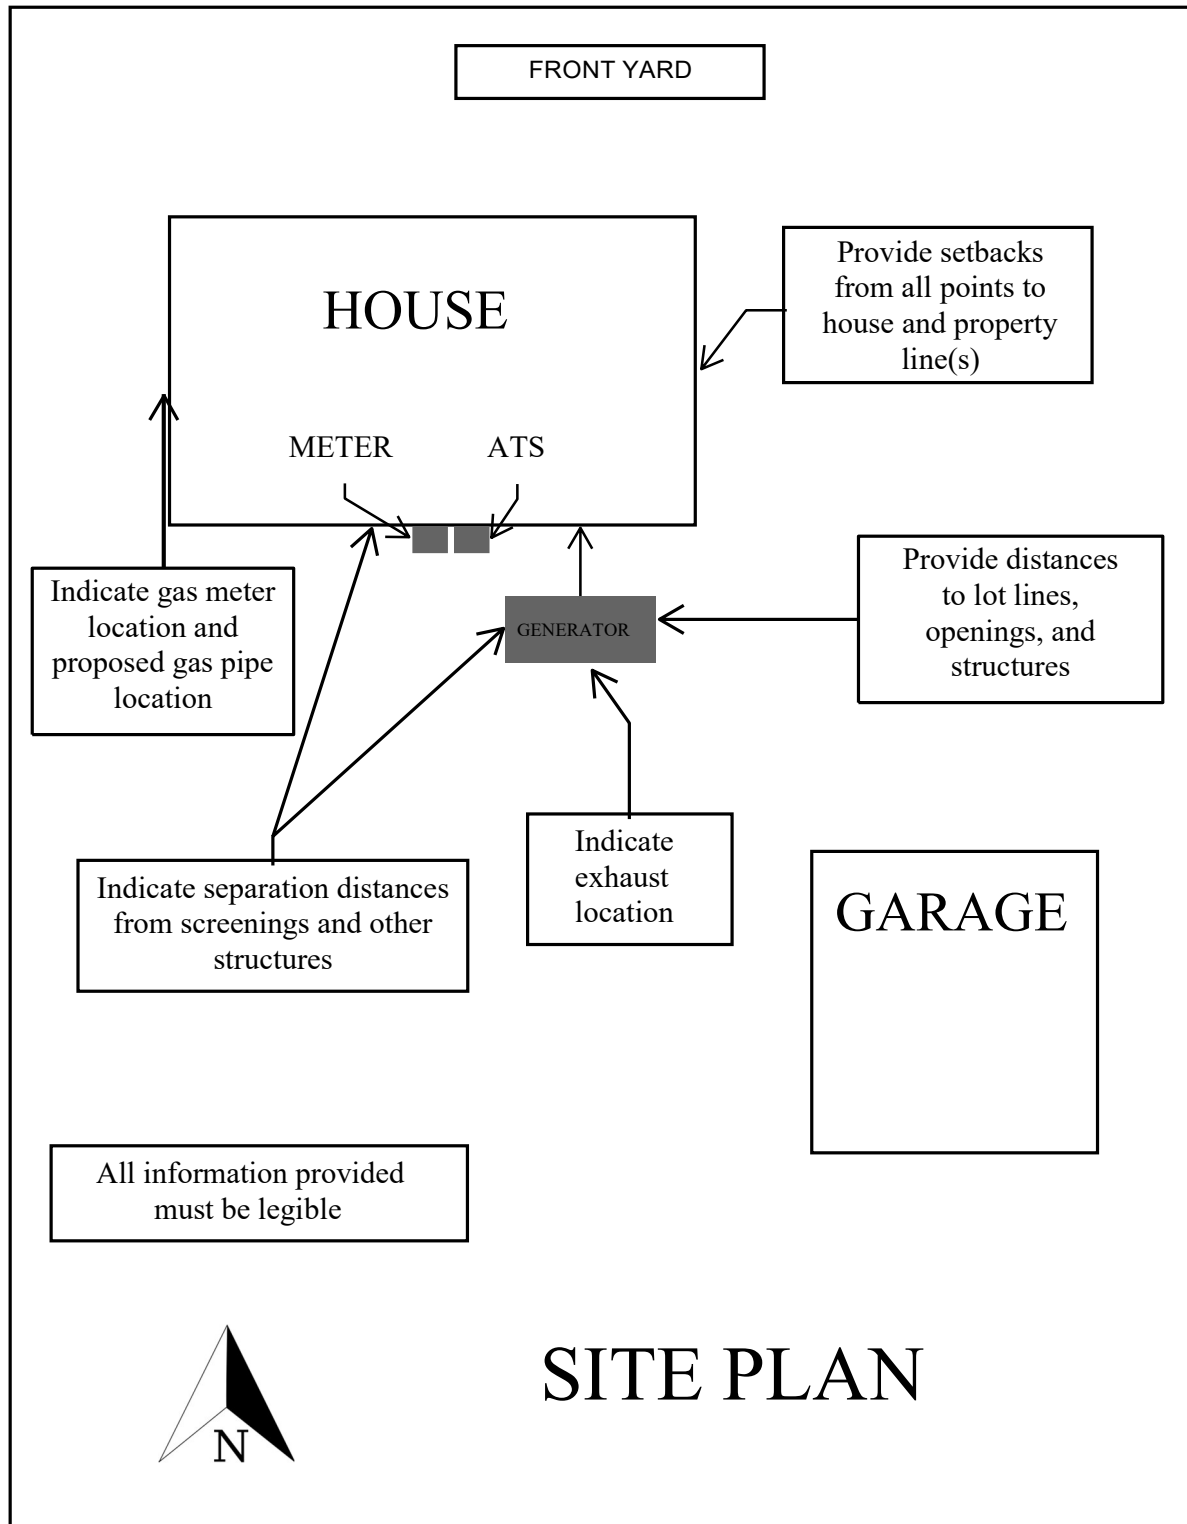 FRONT YARD
HOUSE
Provide setbacks
from all points to
house and property
line(s)
METER
ATS
Indicate gas meter
location and
proposed gas pipe
location
GENERATOR
Provide distances
to lot lines,
openings, and
structures
Indicate separation distances
from screenings and other
structures
Indicate
exhaust
location
GARAGE
All information provided
must be legible
N
SITE PLAN